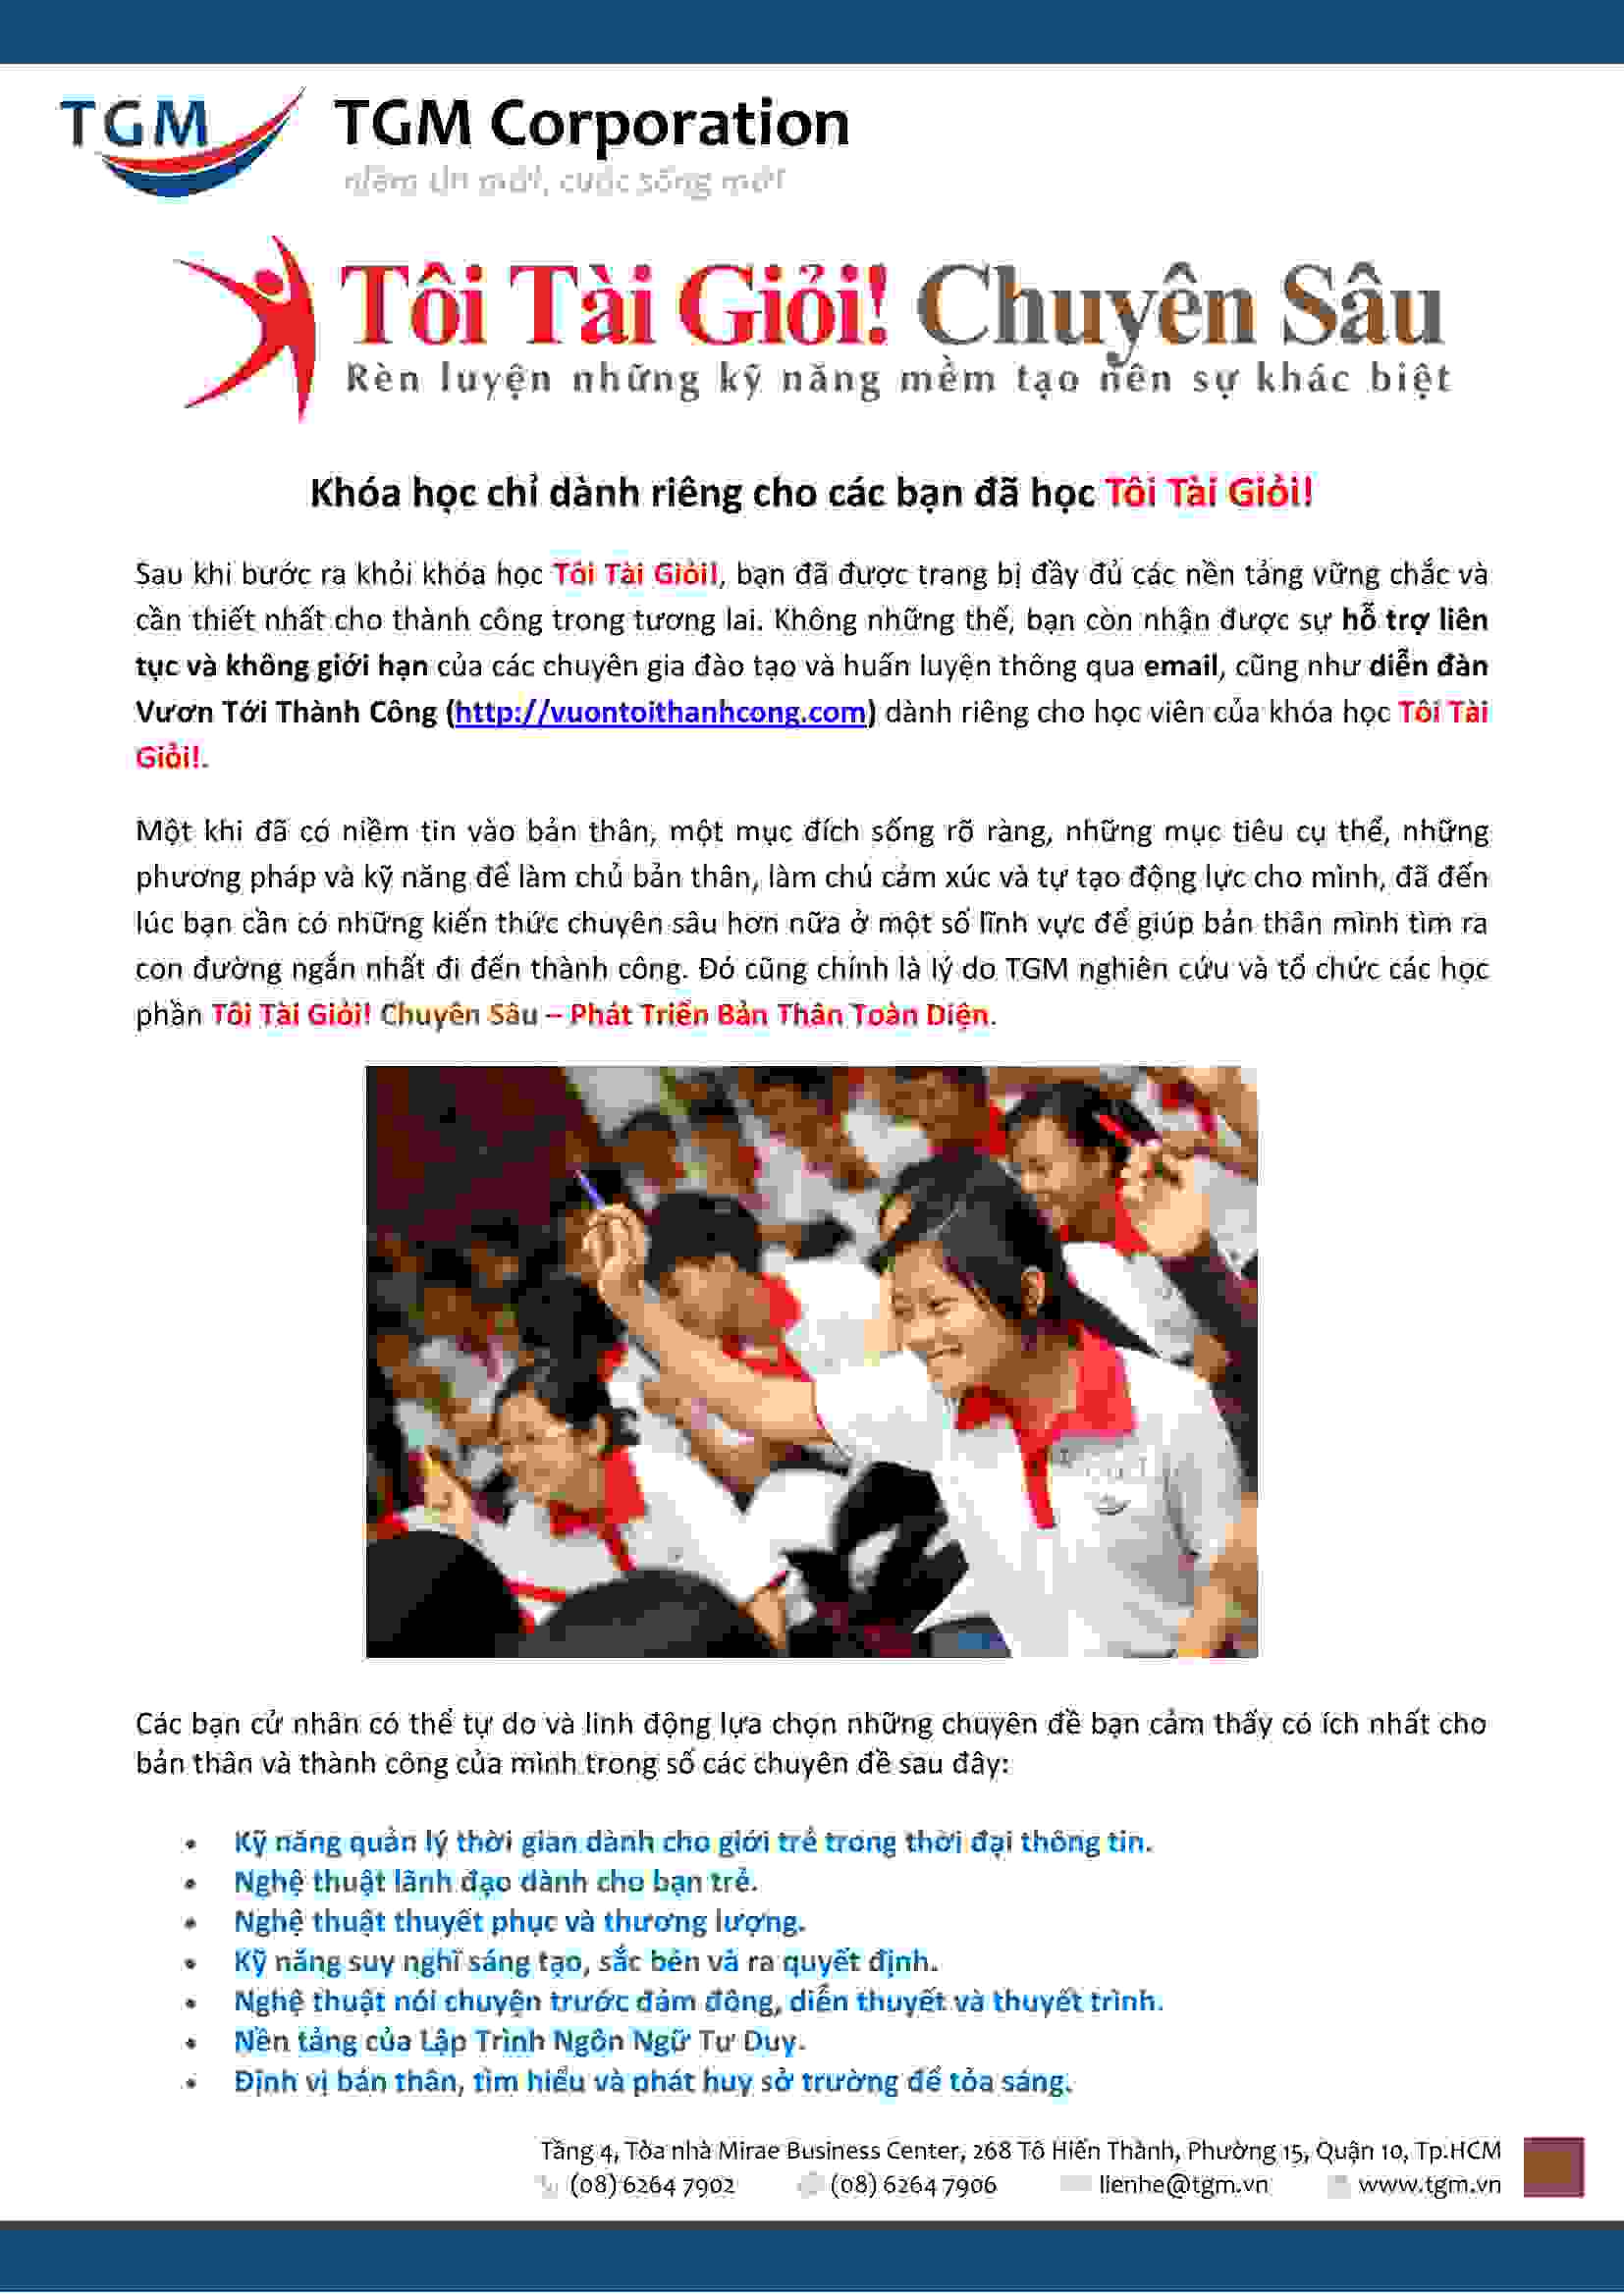 TGM
TGM Corporation
niềm tin mới, cuộc sống mới
Tôi Tài Giỏi! Chuyên Sâu
Rèn luyện những kỹ năng mềm tạo nên sự khác biệt
Khóa học chỉ dành riêng cho các bạn đã học Tôi Tài Giỏi!
Sau khi bước ra khỏi khóa học Tôi Tài Giỏi!, bạn đã được trang bị đầy đủ các nền tảng vững chắc và
cần thiết nhất cho thành công trong tương lai. Không những thế, bạn còn nhận được sự hỗ trợ liên
tục và không giới hạn của các chuyên gia đào tạo và huấn luyện thông qua email, cũng như diễn đàn
Vươn Tới Thành Công (http://vuontoithanhcong.com) dành riêng cho học viên của khóa học Tôi Tài
Giỏi!.
Một khi đã có niềm tin vào bản thân, một mục đích sống rõ ràng, những mục tiêu cụ thể, những
phương pháp và kỹ năng để làm chủ bản thân, làm chủ cảm xúc và tự tạo động lực cho mình, đã đến
lúc bạn cần có những kiến thức chuyên sâu hơn nữa ở một số lĩnh vực để giúp bản thân mình tìm ra
con đường ngắn nhất đi đến thành công. Đó cũng chính là lý do TGM nghiên cứu và tổ chức các học
phần Tôi Tài Giỏi! Chuyên Sâu – Phát Triển Bản Thân Toàn Diện.
Các bạn cử nhân có thể tự do và linh động lựa chọn những chuyên đề bạn cảm thấy có ích nhất cho
bản thân và thành công của mình trong số các chuyên đề sau đây:
• Kỹ năng quản lý thời gian dành cho giới trẻ trong thời đại thông tin.
• Nghệ thuật lãnh đạo dành cho bạn trẻ.
• Nghệ thuật thuyết phục và thương lượng.
• Kỹ năng suy nghĩ sáng tạo, sắc bén và ra quyết định.
• Nghệ thuật nói chuyện trước đám đông, diễn thuyết và thuyết trình.
• Nền tảng của Lập Trình Ngôn Ngữ Tư Duy.
• Định vị bản thân, tìm hiểu và phát huy sở trường để tỏa sáng.
Tầng 4, Tòa nhà Mirae Business Center, 268 Tô Hiến Thành, Phường 15, Quận 10, Tp.HCM
(08) 6264 7902 (08) 6264 7906 lienhe@tgm.vn www.tgm.vn